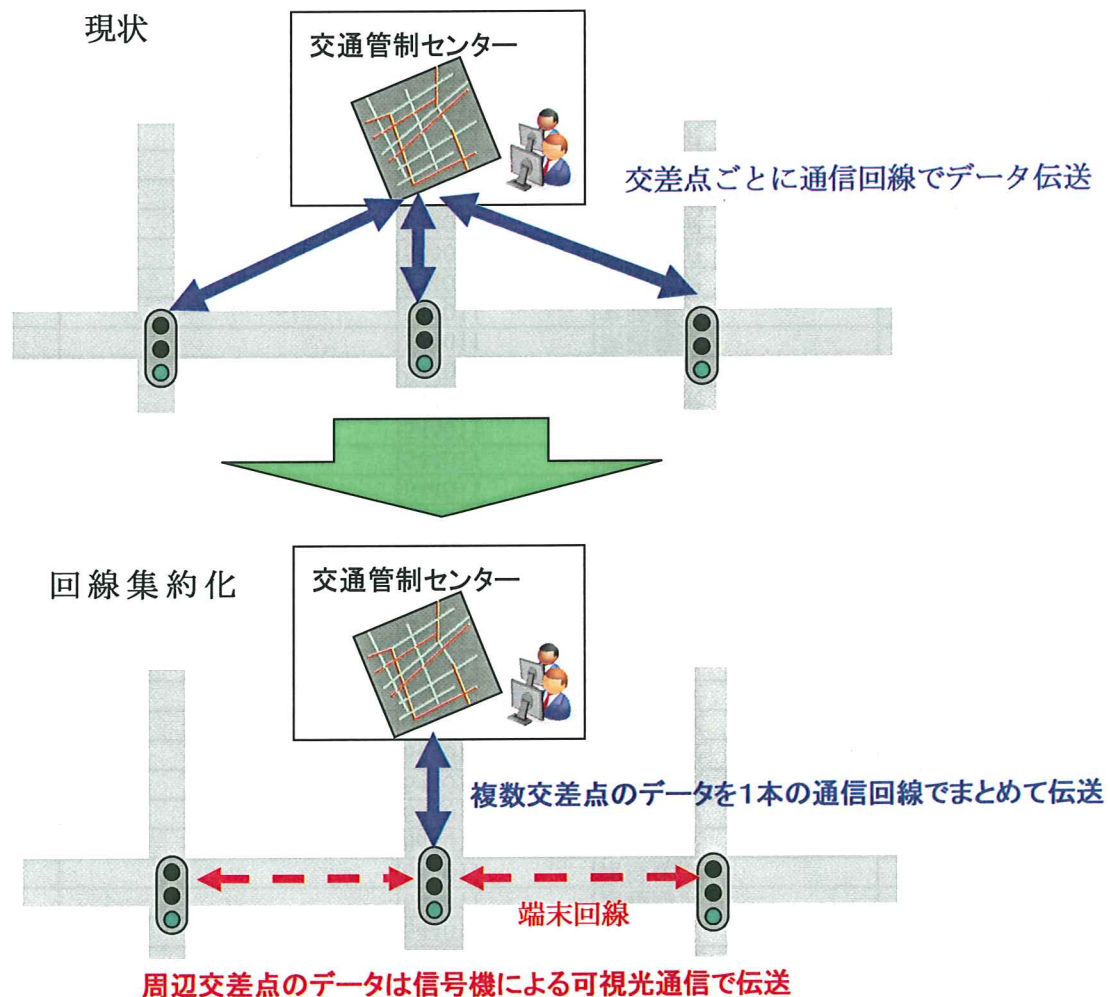 現状
交通管制センター
交差点ごとに通信回線でデータ伝送
回線集約化
交通管制センター
複数交差点のデータを1本の通信回線でまとめて伝送
端末回線
周辺交差点のデータは信号機による可視光通信で伝送